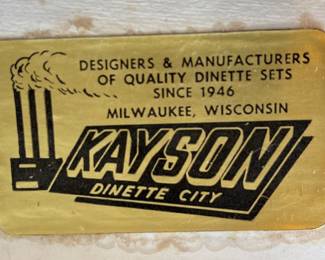 DESIGNERS & MANUFACTURERS
OF QUALITY DINETTE SETS
SINCE 1946
MILWAUKEE, WISCONSIN
KAYSON
DINETTE CITY